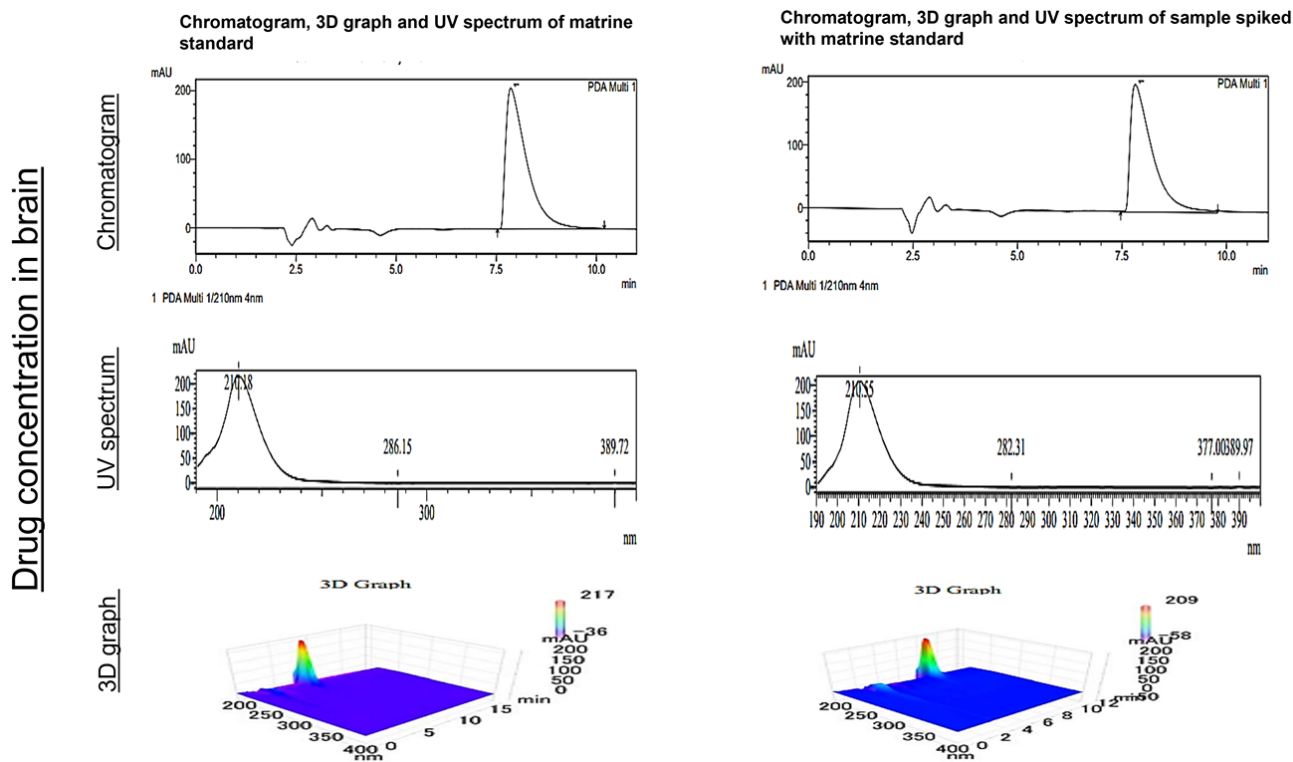 Drug concentration in brain
Chromatogram, 3D graph and UV spectrum of matrine
standard
Chromatogram
mAU
PDA Multi 1
200
100
0
0.0 2.5 5.0 7.5 10.0
min
1 PDA Multi 1/210nm 4nm
UV spectrum
mAU
200
150
100
50
0
210.18
286.15
389.72
200 300
nm
3D graph
3D Graph
217
-36
mAU
200
150
100
50
0
min
15
10
5
0
200
250
300
350
400
nm
Chromatogram, 3D graph and UV spectrum of sample spiked
with matrine standard
mAU
PDA Multi 1
200
100
0
0.0 2.5 5.0 7.5 10.0
min
1 PDA Multi 1/210nm 4nm
mAU
200
150
100
50
0
210.55
282.31
377.00 389.97
190 200 210 220 230 240 250 260 270 280 290 300 310 320 330 340 350 360 370 380 390
nm
3D Graph
209
-58
mAU
200
150
100
50
0
-50
min
12
10
8
6
4
2
0
200
250
300
350
400
nm